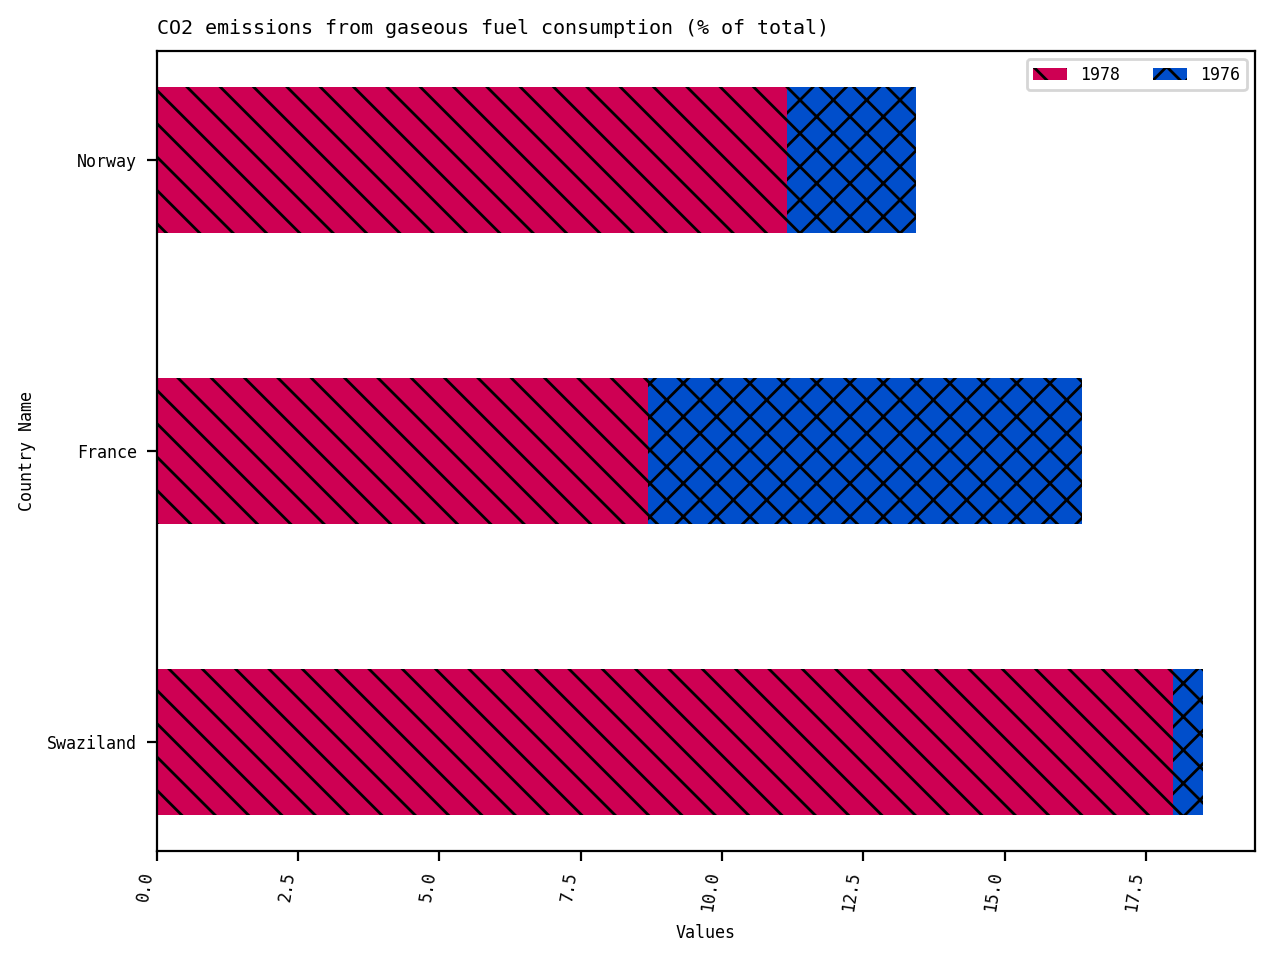 CO2 emissions from gaseous fuel consumption (% of total)
1978
1976
Norway
France
Swaziland
Country Name
0.0
2.5
5.0
7.5
10.0
12.5
15.0
17.5
Values